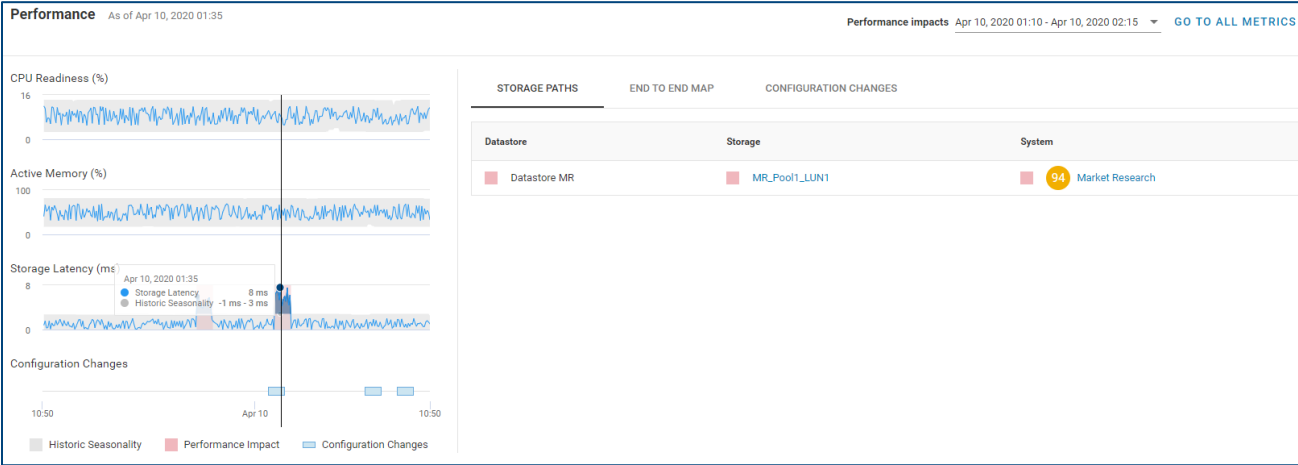 Performance As of Apr 10, 2020 01:35
Performance impacts Apr 10, 2020 01:10 - Apr 10, 2020 02:15 GO TO ALL METRICS
CPU Readiness (%)
16
0
Active Memory (%)
100
0
Storage Latency (ms)
8
0
Apr 10, 2020 01:35
Storage Latency 8 ms
Historic Seasonality -1 ms - 3 ms
Configuration Changes
10:50 Apr 10 10:50
Historic Seasonality Performance Impact Configuration Changes
STORAGE PATHS END TO END MAP CONFIGURATION CHANGES
Datastore Storage System
Datastore MR MR_Pool1_LUN1 94 Market Research